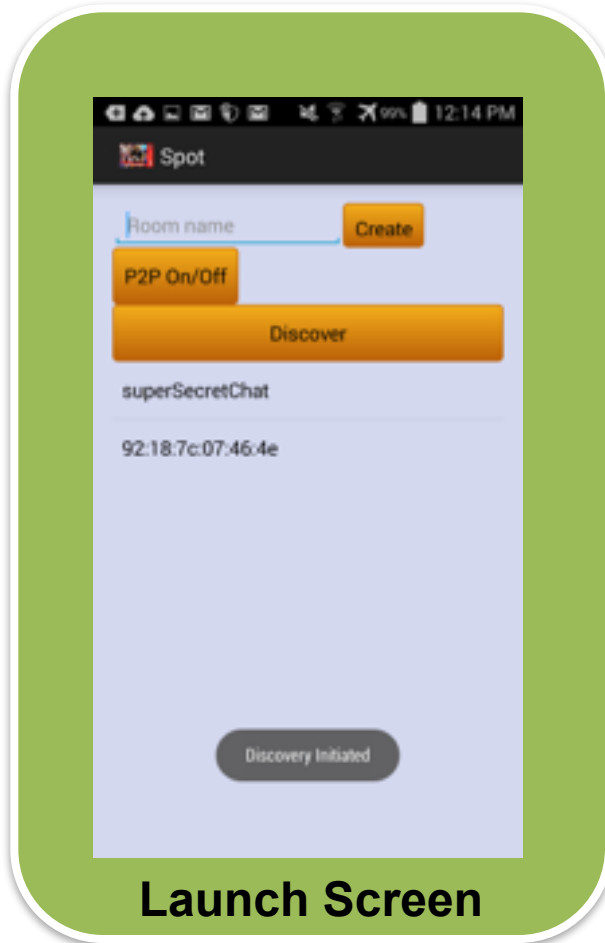 99% 12:14 PM
Spot
Room name Create
P2P On/Off
Discover
superSecretChat
92:18:7c:07:46:4e
Discovery Initiated
Launch Screen